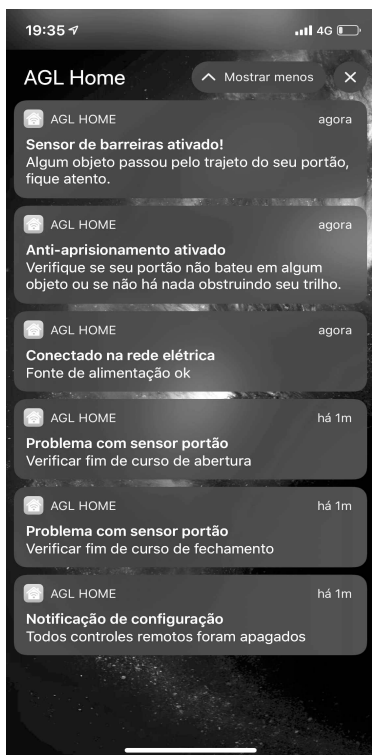 19:35 4G
AGL Home
Mostrar menos
AGL HOME agora
Sensor de barreiras ativado!
Algum objeto passou pelo trajeto do seu portão,
fique atento.
AGL HOME agora
Anti-aprisionamento ativado
Verifique se seu portão não bateu em algum
objeto ou se não há nada obstruindo seu trilho.
AGL HOME agora
Conectado na rede elétrica
Fonte de alimentação ok
AGL HOME há 1m
Problema com sensor portão
Verificar fim de curso de abertura
AGL HOME há 1m
Problema com sensor portão
Verificar fim de curso de fechamento
AGL HOME há 1m
Notificação de configuração
Todos controles remotos foram apagados